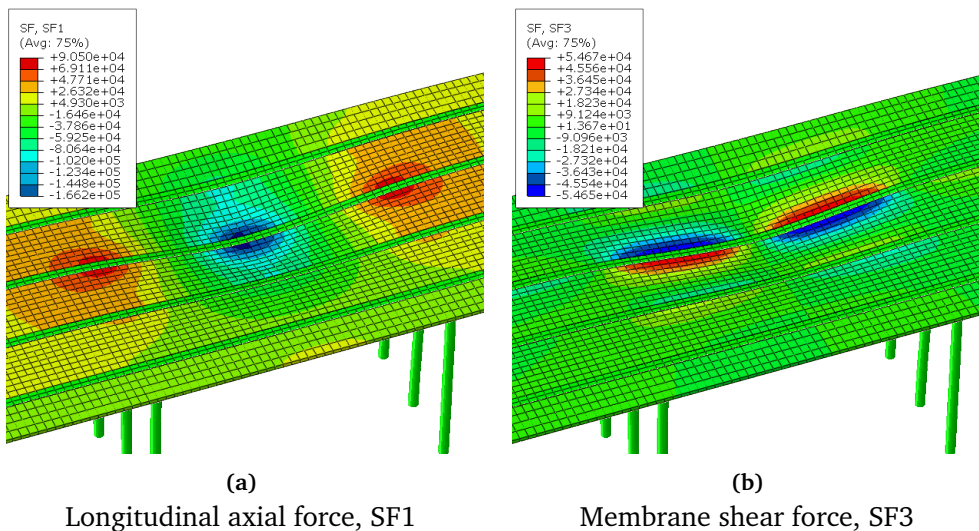 SF, SF1
(Avg: 75%)
+9.050e+04
+6.911e+04
+4.771e+04
+2.632e+04
+4.930e+03
-1.646e+04
-3.786e+04
-5.925e+04
-8.064e+04
-1.020e+05
-1.234e+05
-1.448e+05
-1.662e+05
SF, SF3
(Avg: 75%)
+5.467e+04
+4.556e+04
+3.645e+04
+2.734e+04
+1.823e+04
+9.124e+03
+1.367e+01
-9.096e+03
-1.821e+04
-2.732e+04
-3.643e+04
-4.554e+04
-5.465e+04
(a)
Longitudinal axial force, SF1
(b)
Membrane shear force, SF3